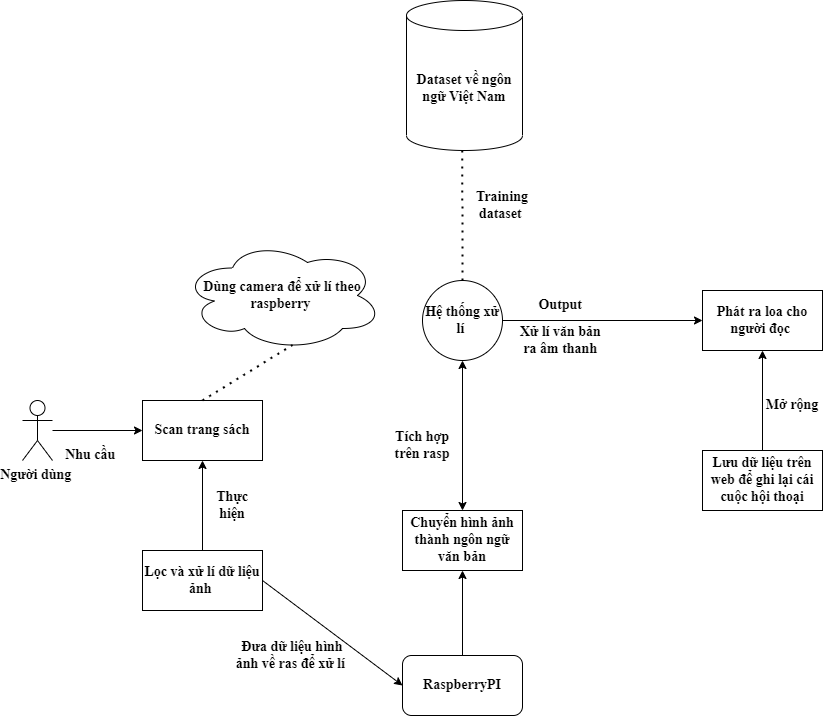 Dataset về ngôn
ngữ Việt Nam
Training
dataset
Dùng camera để xử lí theo
raspberry
Hệ thống xử
lí
Output
Xử lí văn bản
ra âm thanh
Phát ra loa cho
người đọc
Người dùng
Nhu cầu
Scan trang sách
Tích hợp
trên rasp
Mở rộng
Lưu dữ liệu trên
web để ghi lại cái
cuộc hội thoại
Thực
hiện
Chuyển hình ảnh
thành ngôn ngữ
văn bản
Lọc và xử lí dữ liệu
ảnh
Đưa dữ liệu hình
ảnh về ras để xử lí
RaspberryPI